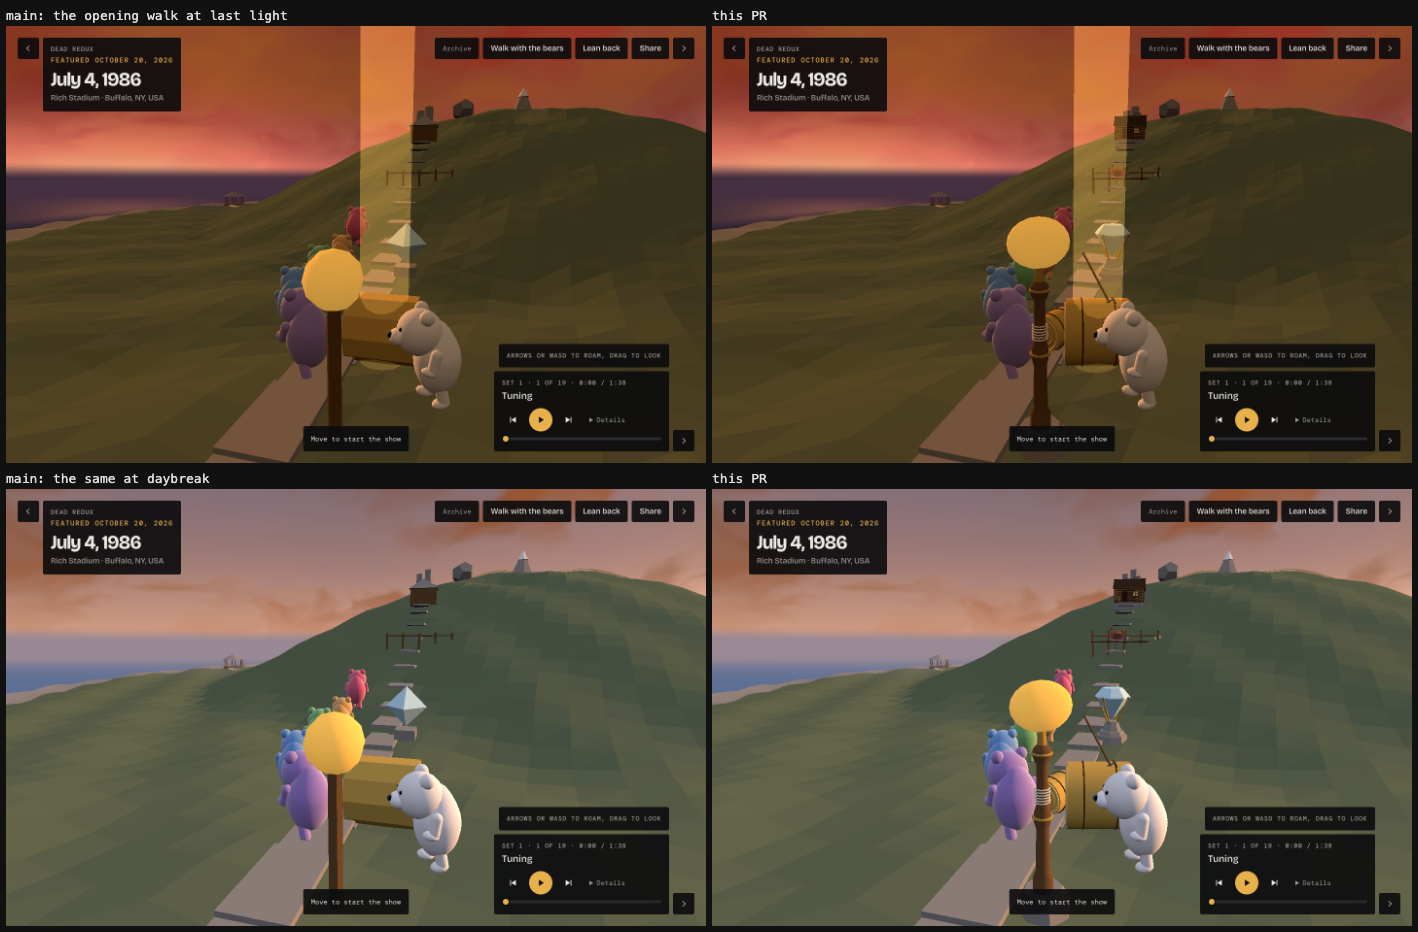 main: the opening walk at last light
DEAD REDUX
FEATURED OCTOBER 20, 2026
July 4, 1986
Rich Stadium · Buffalo, NY, USA
Archive
Walk with the bears
Lean back
Share
ARROWS OR WASD TO ROAM, DRAG TO LOOK
SET 1 · 1 OF 19 · 0:00 / 1:38
Tuning
Details
Move to start the show
this PR
DEAD REDUX
FEATURED OCTOBER 20, 2026
July 4, 1986
Rich Stadium · Buffalo, NY, USA
Archive
Walk with the bears
Lean back
Share
ARROWS OR WASD TO ROAM, DRAG TO LOOK
SET 1 · 1 OF 19 · 0:00 / 1:38
Tuning
Details
Move to start the show
main: the same at daybreak
DEAD REDUX
FEATURED OCTOBER 20, 2026
July 4, 1986
Rich Stadium · Buffalo, NY, USA
Archive
Walk with the bears
Lean back
Share
ARROWS OR WASD TO ROAM, DRAG TO LOOK
SET 1 · 1 OF 19 · 0:00 / 1:38
Tuning
Details
Move to start the show
this PR
DEAD REDUX
FEATURED OCTOBER 20, 2026
July 4, 1986
Rich Stadium · Buffalo, NY, USA
Archive
Walk with the bears
Lean back
Share
ARROWS OR WASD TO ROAM, DRAG TO LOOK
SET 1 · 1 OF 19 · 0:00 / 1:38
Tuning
Details
Move to start the show